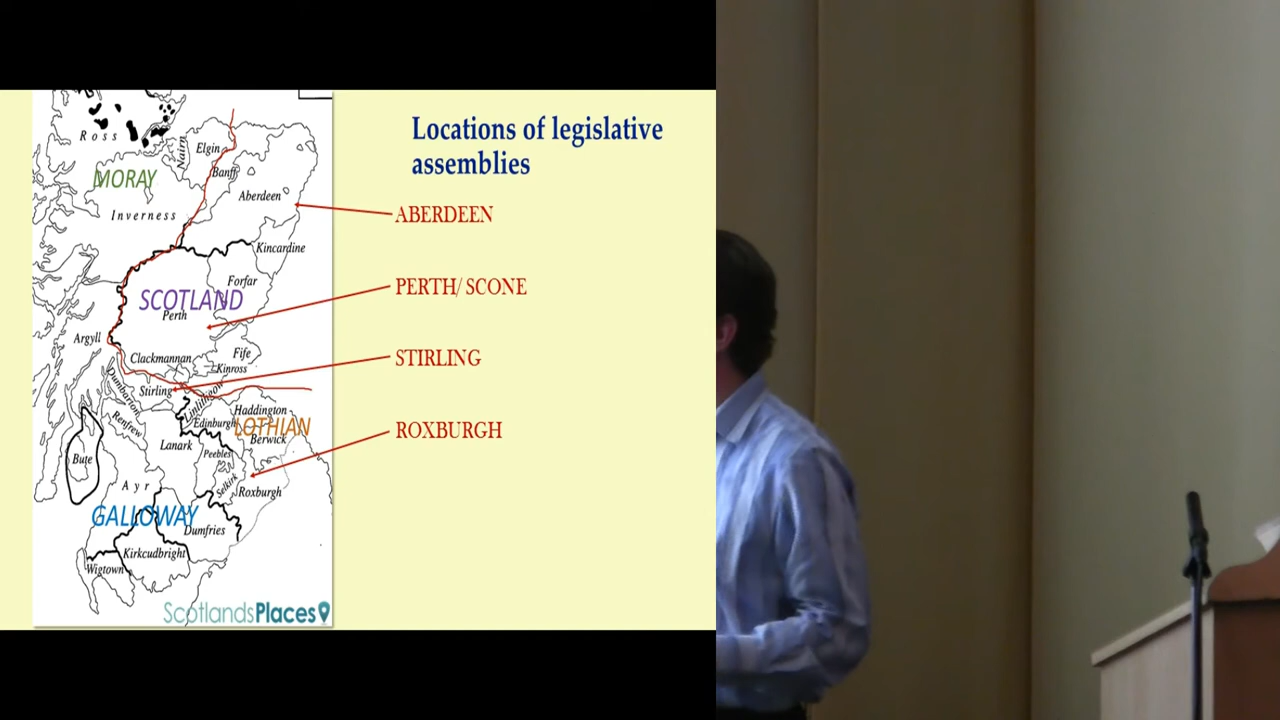 Locations of legislative
assemblies
ABERDEEN
PERTH/ SCONE
STIRLING
ROXBURGH
Ross
Nairn
Elgin
MORAY
Banff
Aberdeen
Inverness
Kincardine
Forfar
SCOTLAND
Perth
Argyll
Clackmannan
Fife
Kinross
Dumbarton
Stirling
Linlithgow
Renfrew
Haddington
Edinburgh
LOTHIAN
Berwick
Lanark
Peebles
Bute
Selkirk
Ayr
Roxburgh
GALLOWAY
Dumfries
Kirkcudbright
Wigtown
ScotlandsPlaces